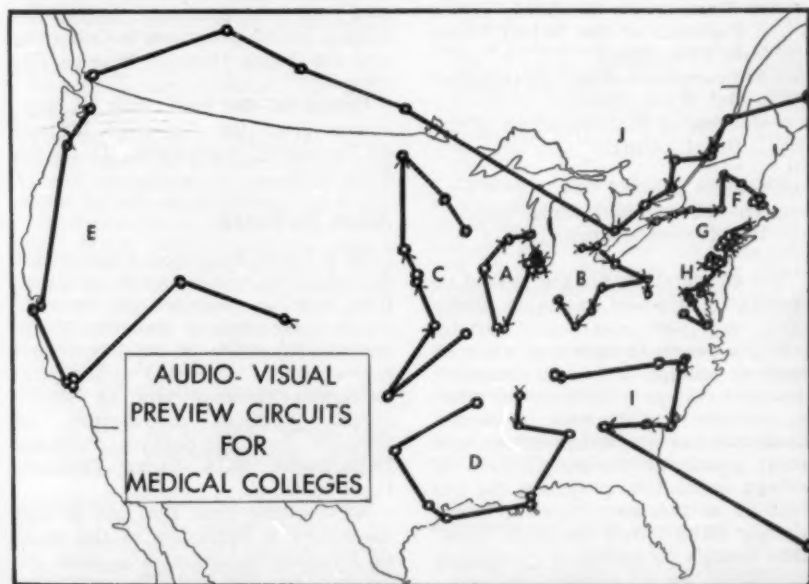 J
F
G
E
H
C
A
B
AUDIO- VISUAL
PREVIEW CIRCUITS
FOR
MEDICAL COLLEGES
I
D